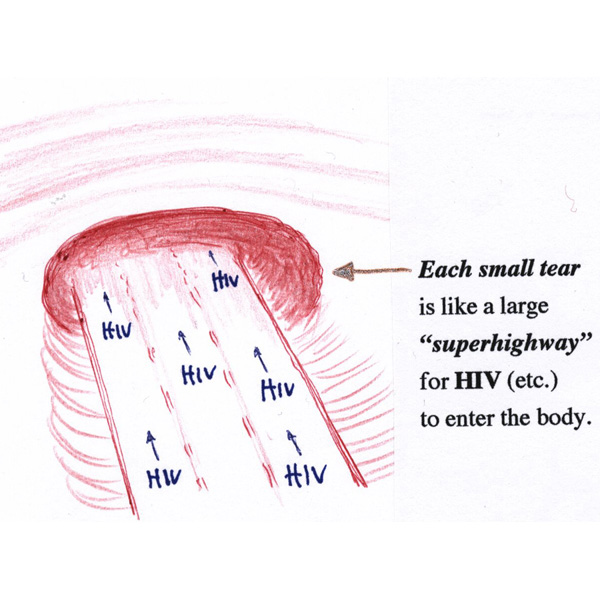 HIV
HIV
HIV
HIV
HIV
HIV
Each small tear
is like a large
“superhighway”
for HIV (etc.)
to enter the body.